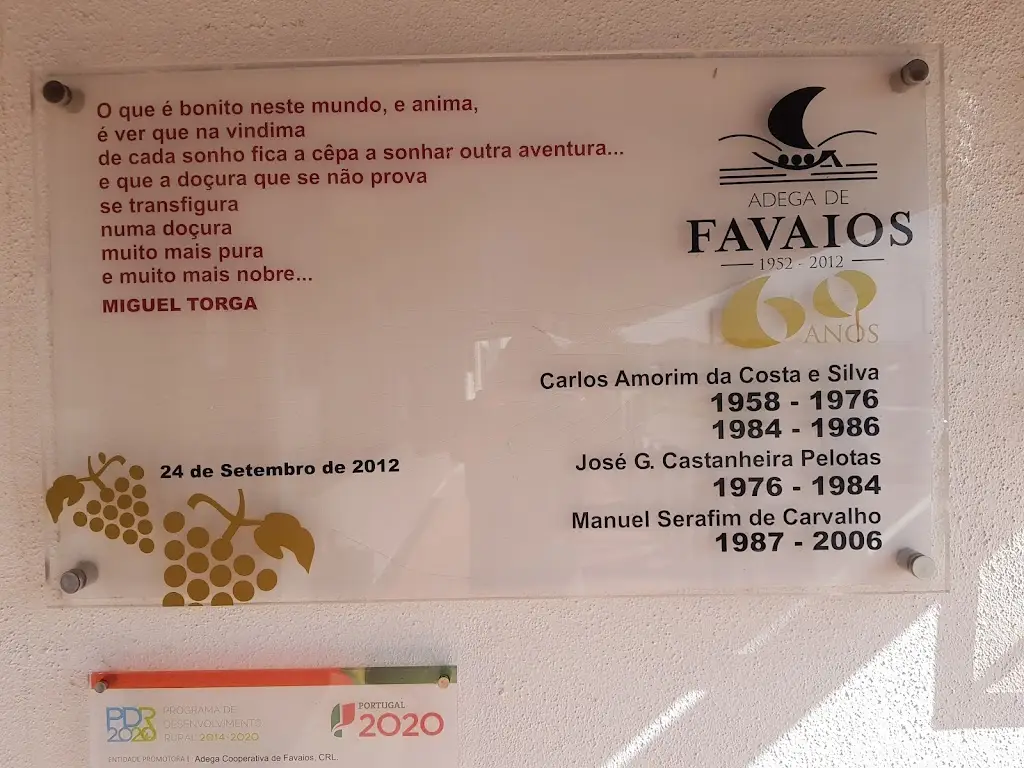 O que é bonito neste mundo, e anima,
é ver que na vindima
de cada sonho fica a cêpa a sonhar outra aventura...
e que a doçura que se não prova
se transfigura
numa doçura
muito mais pura
e muito mais nobre...
MIGUEL TORGA
ADEGA DE
FAVAIOS
1952 - 2012
60
ANOS
Carlos Amorim da Costa e Silva
1958 - 1976
1984 - 1986
José G. Castanheira Pelotas
1976 - 1984
Manuel Serafim de Carvalho
1987 - 2006
24 de Setembro de 2012
PDR
2020
PROGRAMA DE
DESENVOLVIMENTO
RURAL 2014-2020
PORTUGAL
2020
ENTIDADE PROMOTORA | Adega Cooperativa de Favaios, CRL.